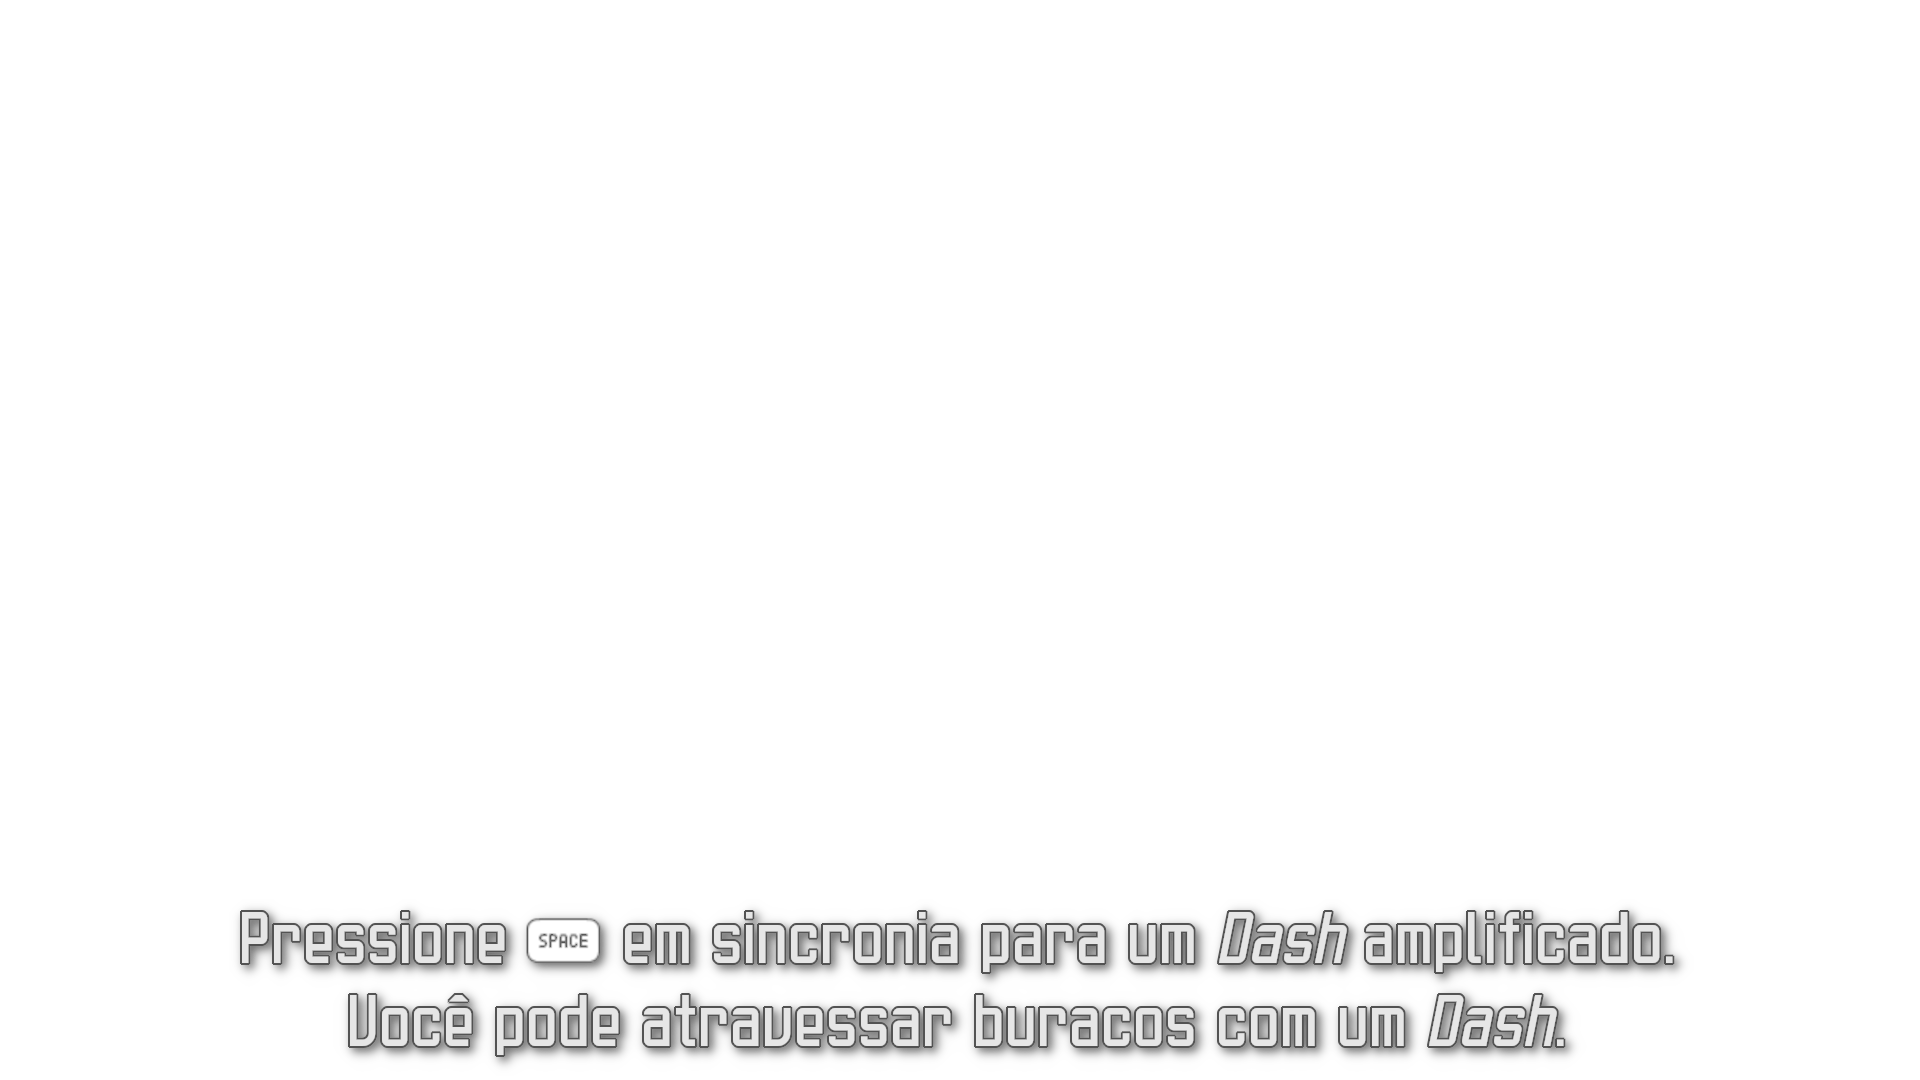 Pressione SPACE em sincronia para um Dash amplificado.
Você pode atravessar buracos com um Dash.